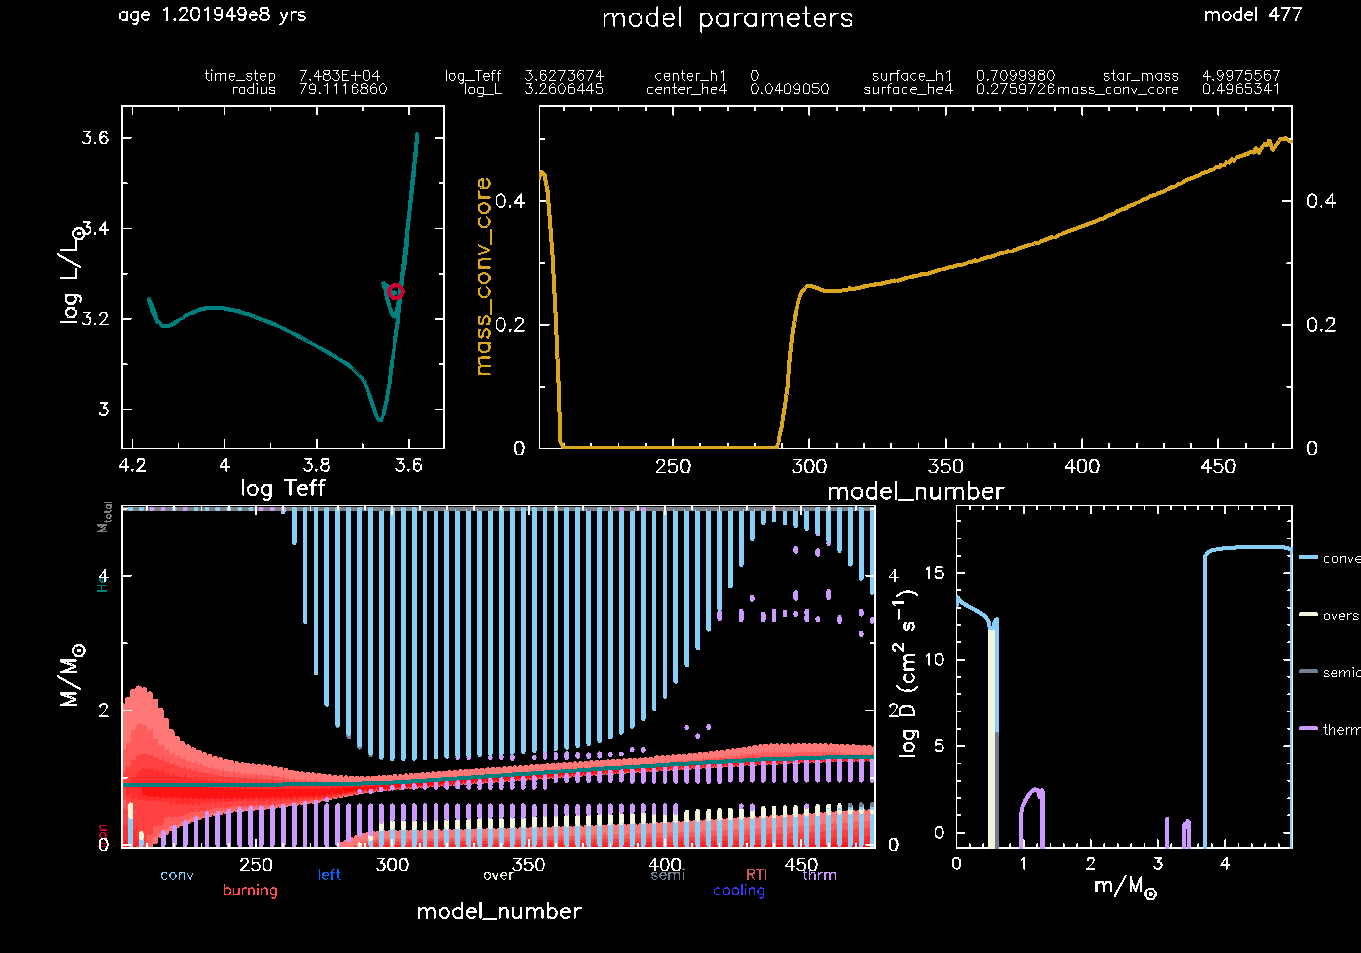 age 1.201949e8 yrs model parameters model 477
time_step 7.483E+04 log_Teff 3.6273674 center_h1 0 surface_h1 0.7099980 star_mass 4.9975567
radius 79.1116860 log_L 3.2606445 center_he4 0.0409050 surface_he4 0.2759726 mass_conv_core 0.4965341
log L/L⊙
3.6
3.4
3.2
3
4.2 4 3.8 3.6
log Teff
mass_conv_core
0.4 0.4
0.2 0.2
0 0
250 300 350 400 450
model_number
M/M⊙
Mtotal
He
4 4
2 2
0 0
250 300 350 400 450
conv left over semi RTI thrm
burning cooling
model_number
log D (cm² s⁻¹)
15
10
5
0
0 1 2 3 4
m/M⊙
conve
overs
semic
therm